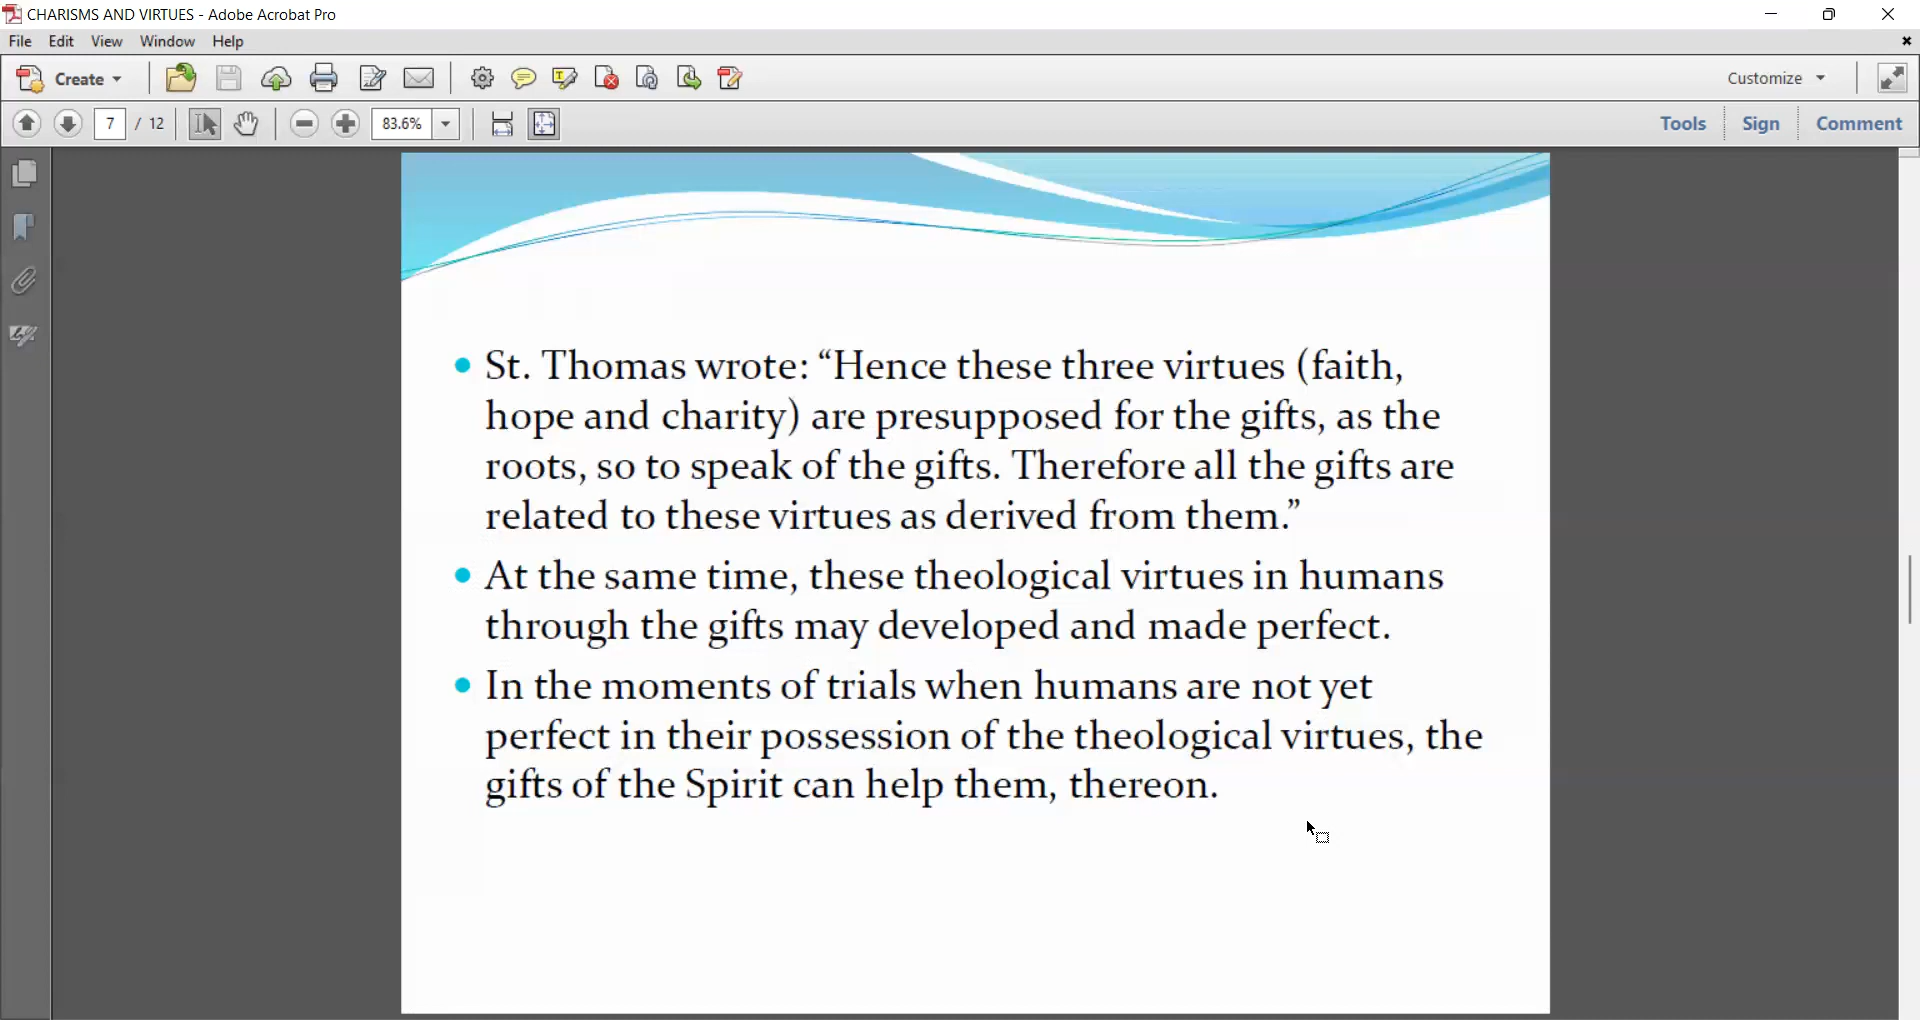 CHARISMS AND VIRTUES - Adobe Acrobat Pro
File Edit View Window Help
Create Customize
7 / 12 83.6% Tools Sign Comment
• St. Thomas wrote: “Hence these three virtues (faith,
hope and charity) are presupposed for the gifts, as the
roots, so to speak of the gifts. Therefore all the gifts are
related to these virtues as derived from them.”
• At the same time, these theological virtues in humans
through the gifts may developed and made perfect.
• In the moments of trials when humans are not yet
perfect in their possession of the theological virtues, the
gifts of the Spirit can help them, thereon.